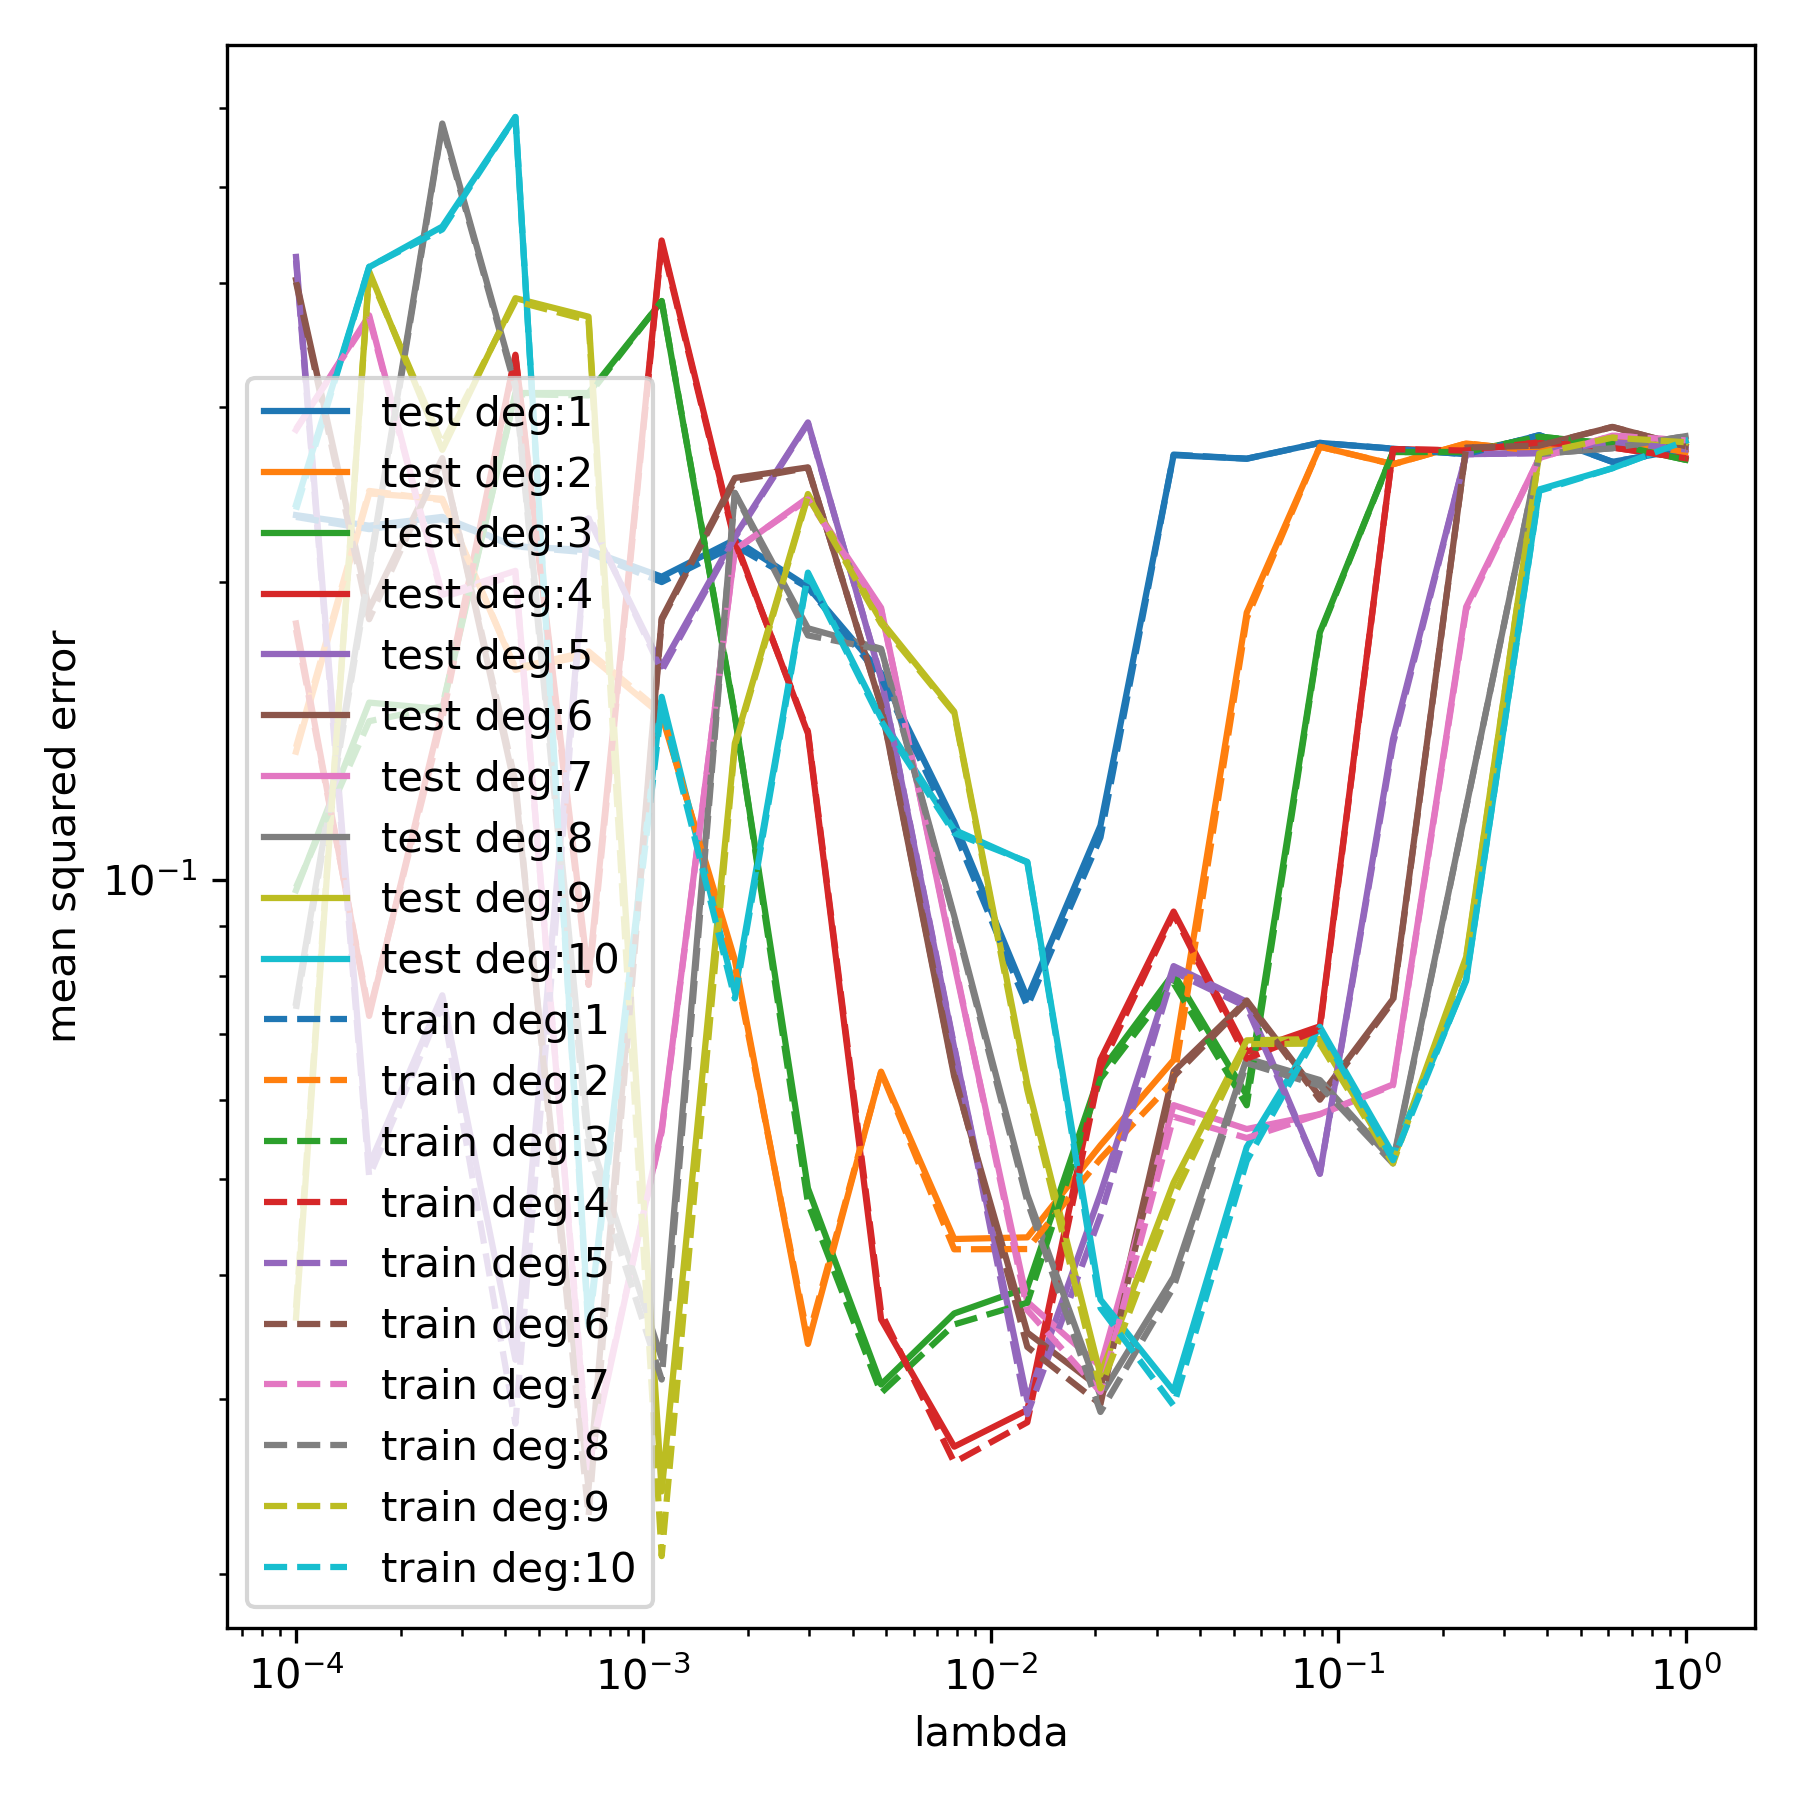 mean squared error
10⁻¹
test deg:1
test deg:2
test deg:3
test deg:4
test deg:5
test deg:6
test deg:7
test deg:8
test deg:9
test deg:10
train deg:1
train deg:2
train deg:3
train deg:4
train deg:5
train deg:6
train deg:7
train deg:8
train deg:9
train deg:10
10⁻⁴ 10⁻³ 10⁻² 10⁻¹ 10⁰
lambda